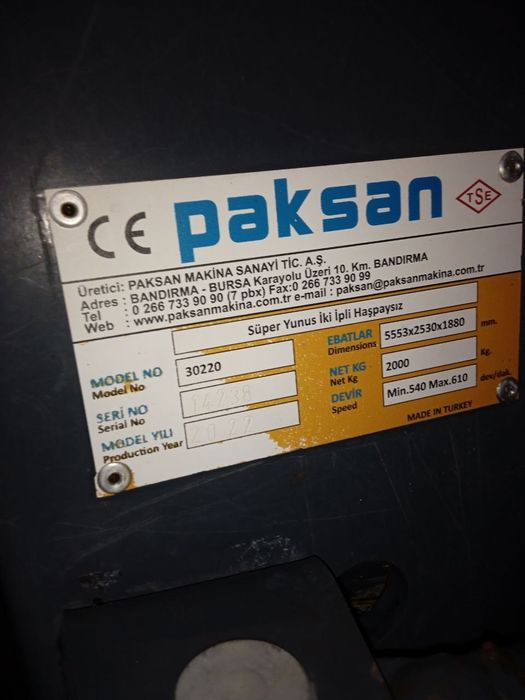 CE paksan TSE
Üretici: PAKSAN MAKİNA SANAYİ TİC. A.Ş.
Adres : BANDIRMA - BURSA Karayolu Üzeri 10. Km. BANDIRMA
Tel : 0 266 733 90 90 (7 pbx) Fax:0 266 733 90 99
Web : www.paksanmakina.com.tr e-mail : paksan@paksanmakina.com.tr
Süper Yunus İki İpli Haşpaysız
MODEL NO 30220
Model No
SERİ NO
Serial No
MODEL YILI
Production Year
EBATLAR 5553x2530x1880 mm.
Dimensions
NET KG 2000 Kg.
Net Kg
DEVİR Min.540 Max.610 dev/dak.
Speed
MADE IN TURKEY